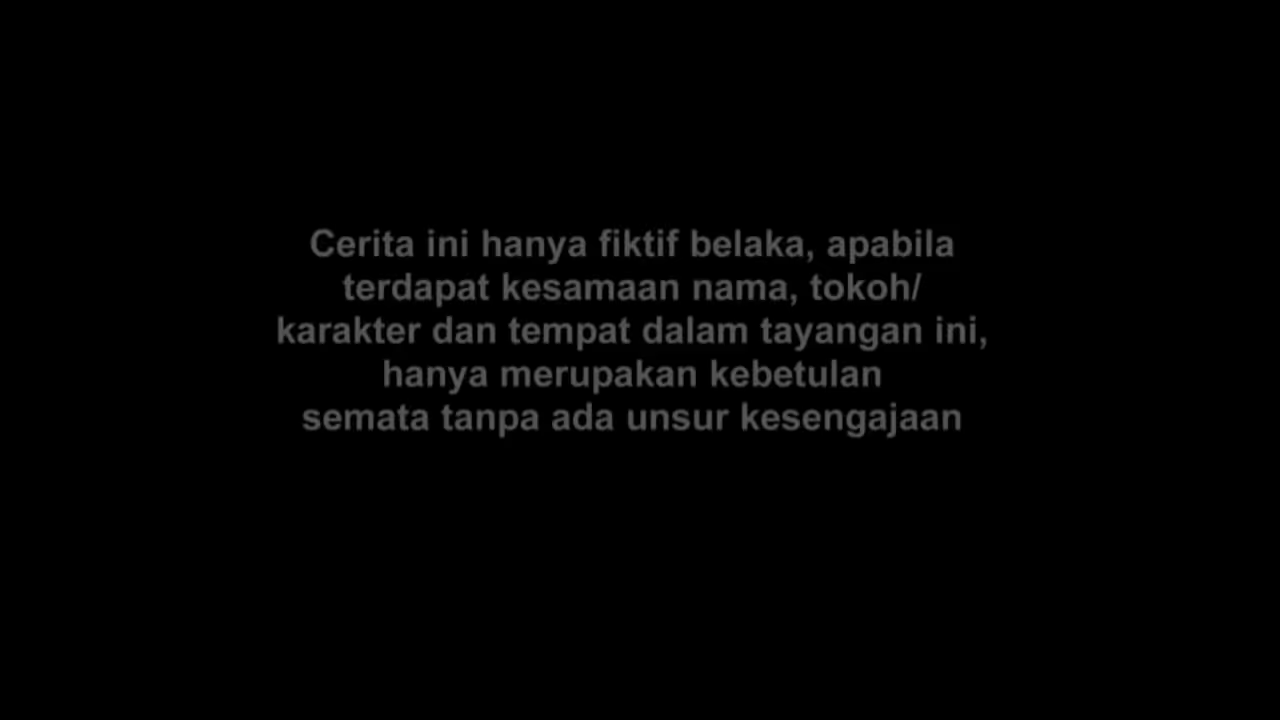 Cerita ini hanya fiktif belaka, apabila
terdapat kesamaan nama, tokoh/
karakter dan tempat dalam tayangan ini,
hanya merupakan kebetulan
semata tanpa ada unsur kesengajaan